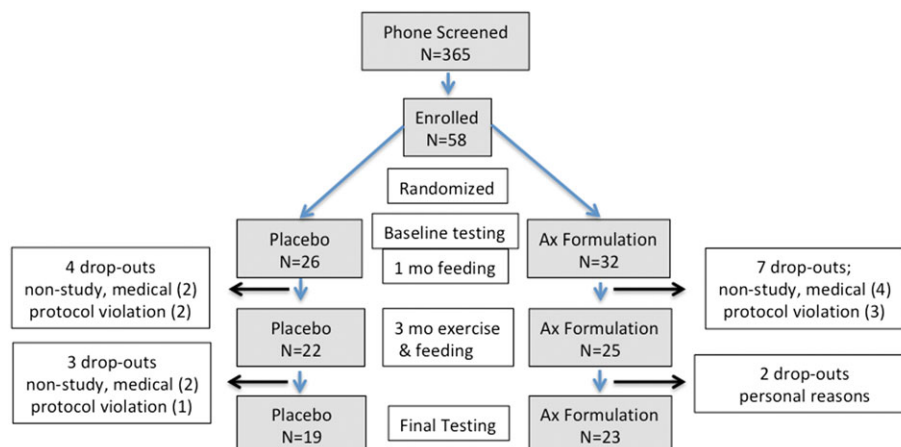 Phone Screened
N=365
Enrolled
N=58
Randomized
Baseline testing
1 mo feeding
Placebo
N=26
Ax Formulation
N=32
4 drop-outs
non-study, medical (2)
protocol violation (2)
7 drop-outs;
non-study, medical (4)
protocol violation (3)
Placebo
N=22
3 mo exercise
& feeding
Ax Formulation
N=25
3 drop-outs
non-study, medical (2)
protocol violation (1)
2 drop-outs
personal reasons
Placebo
N=19
Final Testing
Ax Formulation
N=23